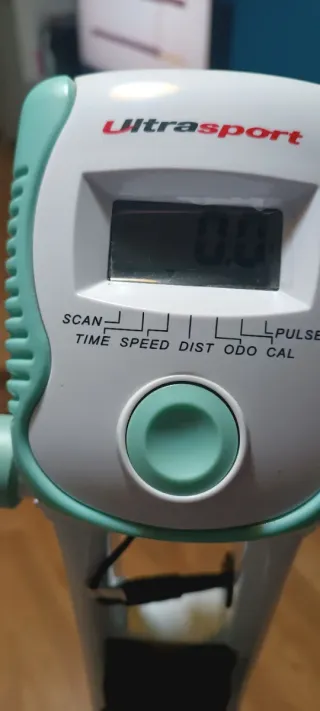 Ultrasport
0.0
SCAN PULSE
TIME SPEED DIST ODO CAL